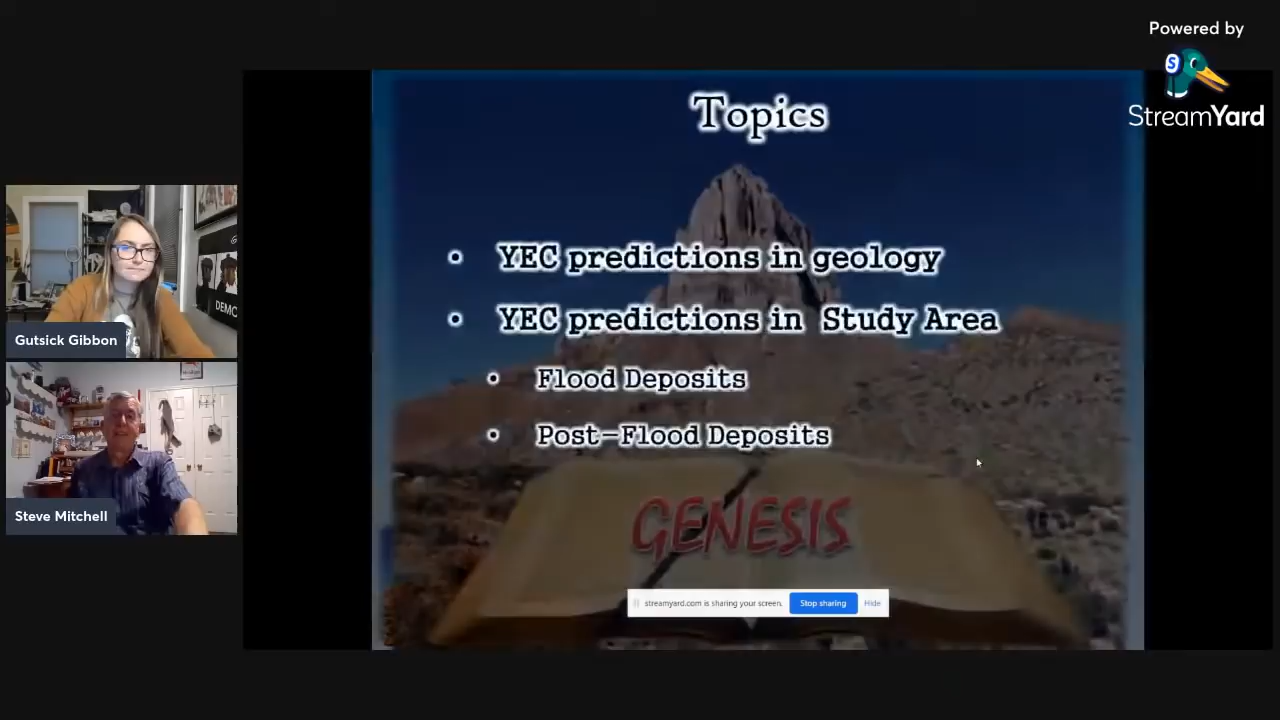 Powered by
S
StreamYard
Topics
• YEC predictions in geology
• YEC predictions in Study Area
• Flood Deposits
• Post-Flood Deposits
GENESIS
streamyard.com is sharing your screen.
Stop sharing
Hide
DEMO
Gutsick Gibbon
Steve Mitchell